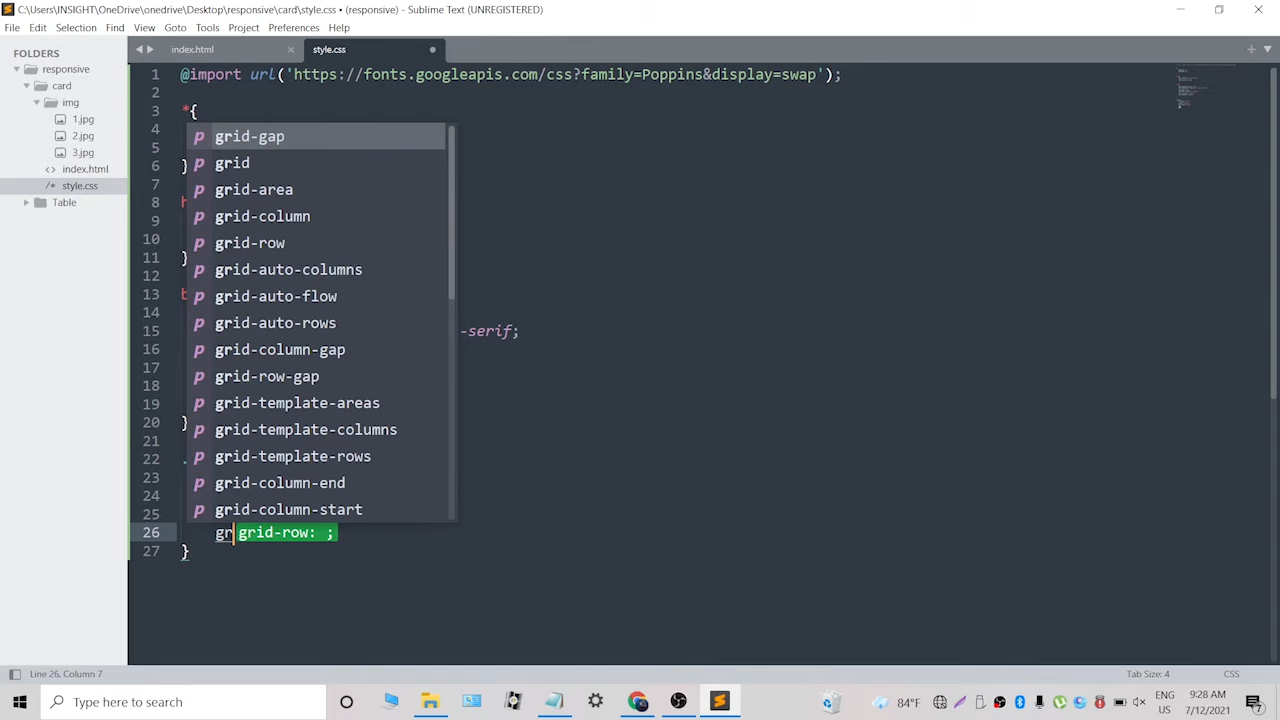 C:\Users\INSIGHT\OneDrive\onedrive\Desktop\responsive\card\style.css • (responsive) - Sublime Text (UNREGISTERED)
File Edit Selection Find View Goto Tools Project Preferences Help
FOLDERS
responsive
card
img
1.jpg
2.jpg
3.jpg
index.html
style.css
Table
index.html
style.css
1 @import url('https://fonts.googleapis.com/css?family=Poppins&display=swap');
2
3 *{
4
5
6 }
7
8 h
9
10
11 }
12
13 b
14
15 -serif;
16
17
18
19
20 }
21
22 .
23
24
25
26 gr grid-row: ;
27 }
p grid-gap
p grid
p grid-area
p grid-column
p grid-row
p grid-auto-columns
p grid-auto-flow
p grid-auto-rows
p grid-column-gap
p grid-row-gap
p grid-template-areas
p grid-template-columns
p grid-template-rows
p grid-column-end
p grid-column-start
Line 26, Column 7
Tab Size: 4
CSS
Type here to search
84°F
ENG
US
9:28 AM
7/12/2021
7